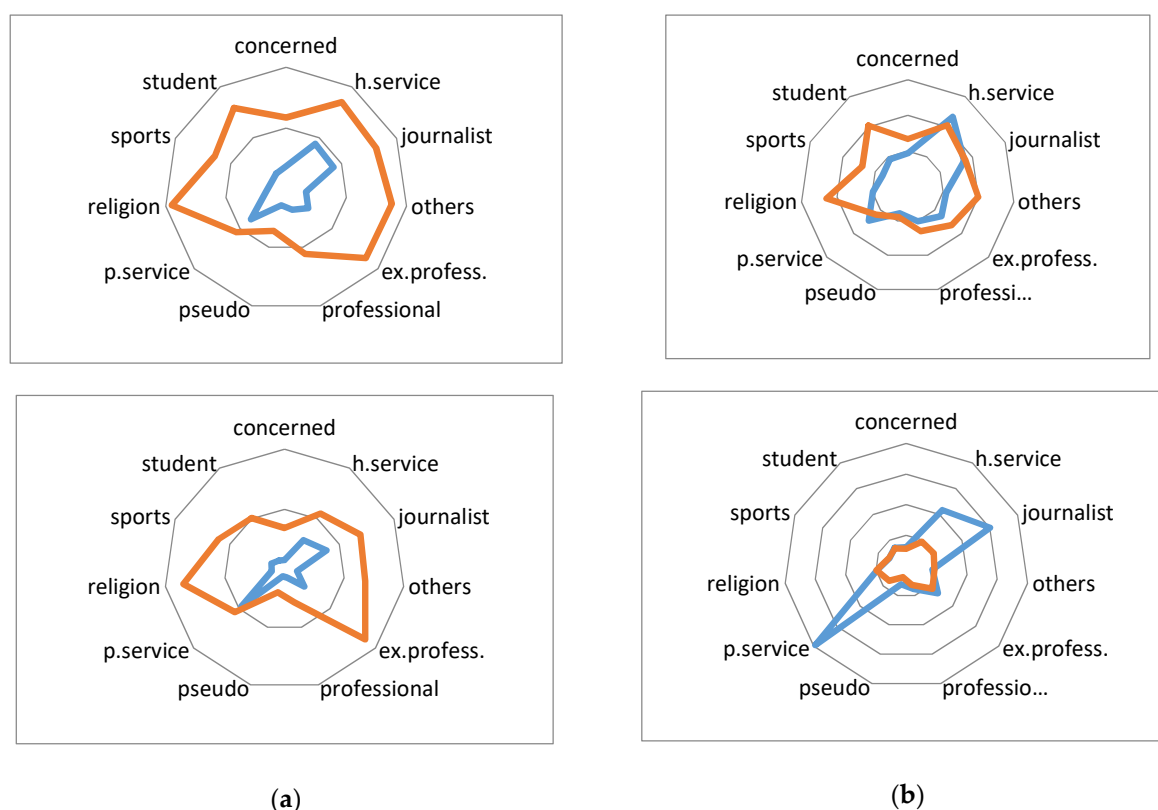 concerned
student
h.service
sports
journalist
religion
others
p.service
ex.profess.
pseudo
professional
concerned
student
h.service
sports
journalist
religion
others
p.service
ex.profess.
pseudo
professi...
concerned
student
h.service
sports
journalist
religion
others
p.service
ex.profess.
pseudo
professional
concerned
student
h.service
sports
journalist
religion
others
p.service
ex.profess.
pseudo
professio...
(a)
(b)